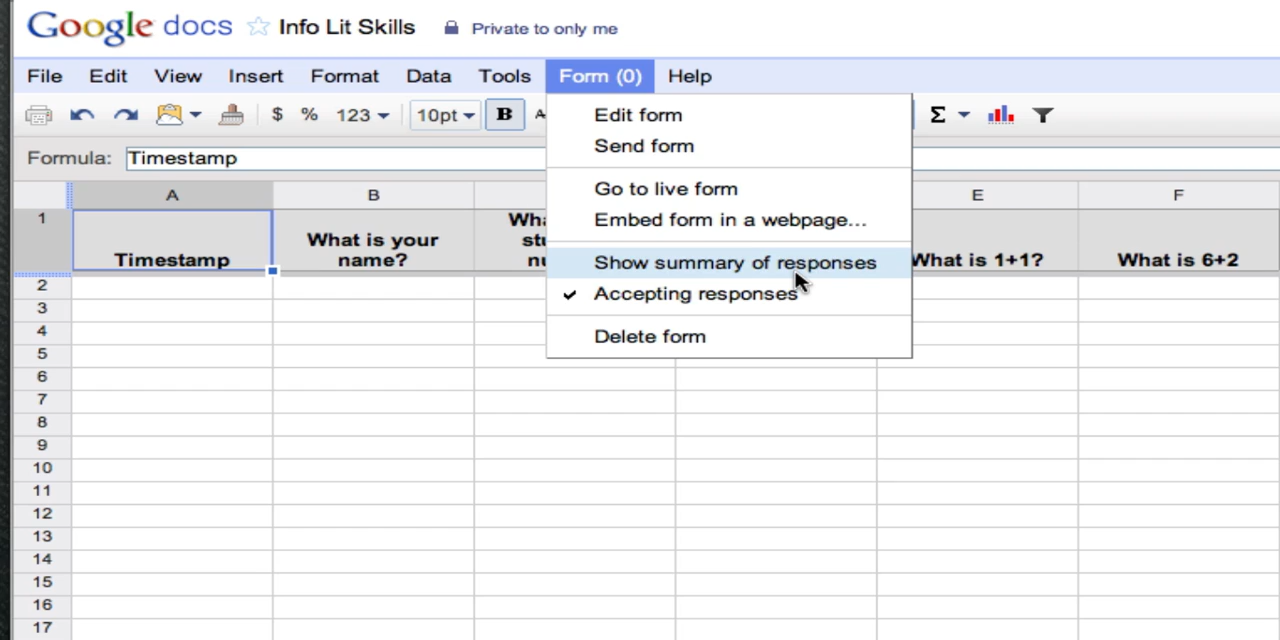 Google docs Info Lit Skills Private to only me
File Edit View Insert Format Data Tools Form (0) Help
$ % 123 10pt B A Σ
Edit form
Send form
Formula: Timestamp
Go to live form
Embed form in a webpage...
Show summary of responses
Accepting responses
Delete form
A B E F
1
Timestamp
What is your
name?
What is 1+1?
What is 6+2
2
3
4
5
6
7
8
9
10
11
12
13
14
15
16
17